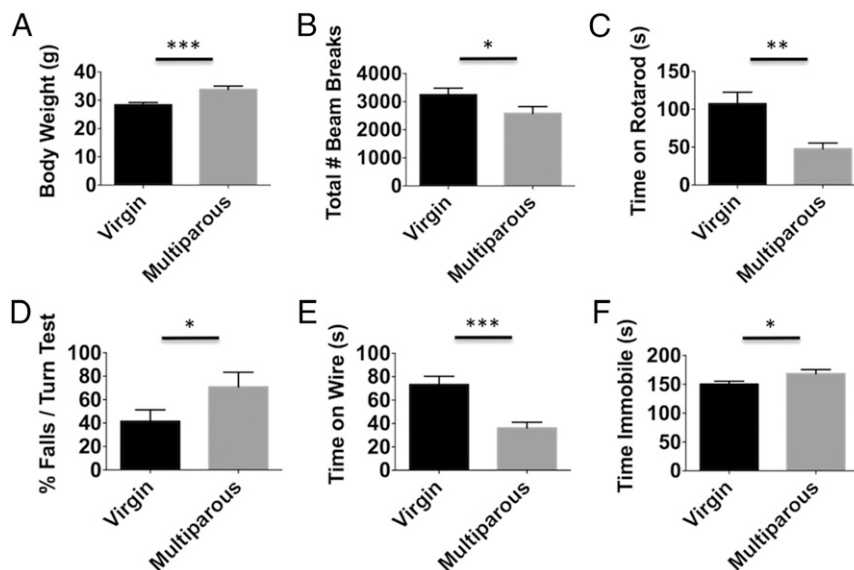 A
Body Weight (g)
40
30
20
10
0
***
Virgin
Multiparous
B
Total # Beam Breaks
4000
3000
2000
1000
0
*
Virgin
Multiparous
C
Time on Rotarod (s)
150
100
50
0
**
Virgin
Multiparous
D
% Falls / Turn Test
100
80
60
40
20
0
*
Virgin
Multiparous
E
Time on Wire (s)
100
80
60
40
20
0
***
Virgin
Multiparous
F
Time Immobile (s)
200
150
100
50
0
*
Virgin
Multiparous